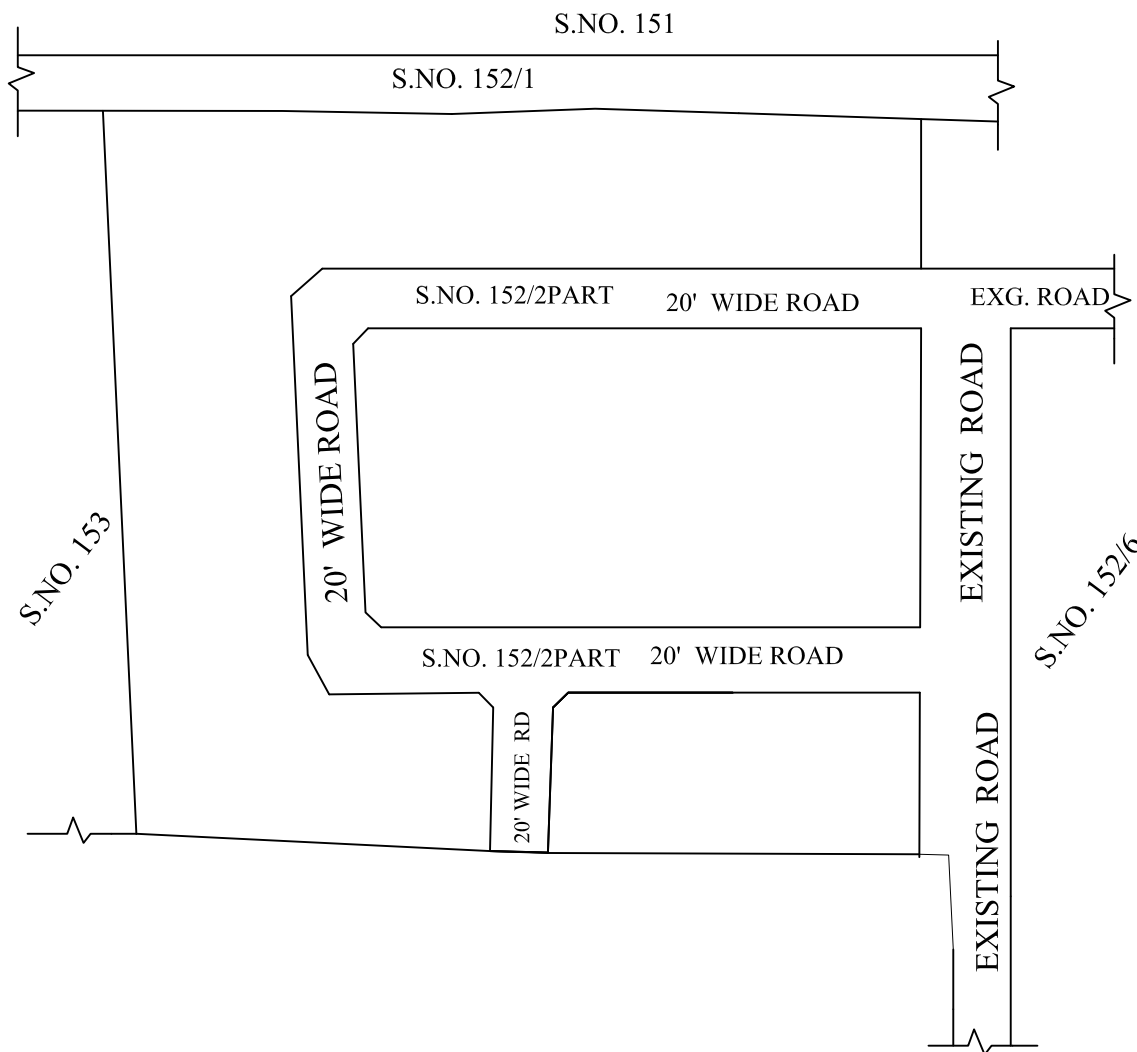 S.NO. 151
S.NO. 152/1
S.NO. 152/2PART
20' WIDE ROAD
EXG. ROAD
20' WIDE ROAD
EXISTING ROAD
S.NO. 153
S.NO. 152/6
S.NO. 152/2PART
20' WIDE ROAD
20' WIDE RD
EXISTING ROAD